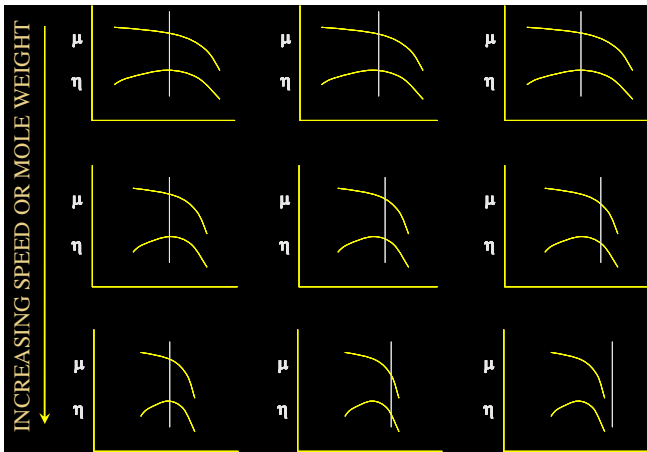 INCREASING SPEED OR MOLE WEIGHT
μ μ μ
η η η
μ μ μ
η η η
μ μ μ
η η η